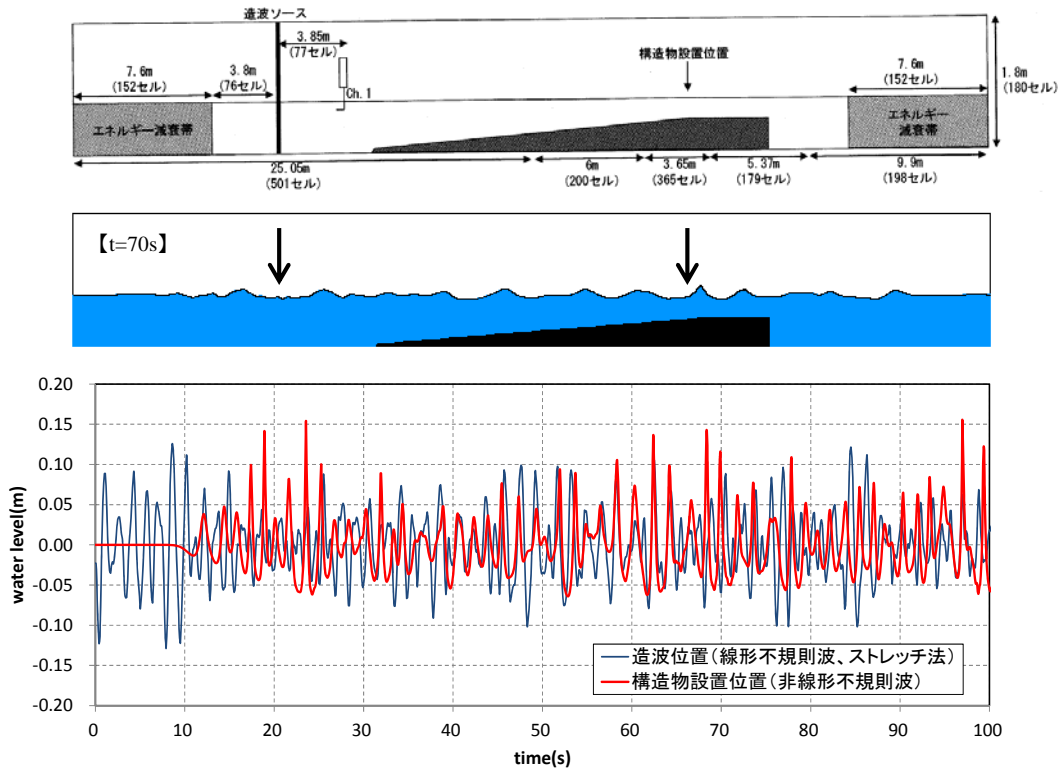 造波ソース
3.85m
(77セル)
構造物設置位置
7.6m
(152セル)
3.8m
(76セル)
Ch.1
7.6m
(152セル)
1.8m
(180セル)
エネルギー減衰帯
エネルギー
減衰帯
25.05m
(501セル)
6m
(200セル)
3.65m
(365セル)
5.37m
(179セル)
9.9m
(198セル)
【t=70s】
0.20
0.15
0.10
0.05
0.00
-0.05
-0.10
-0.15
-0.20
water level(m)
造波位置(線形不規則波、ストレッチ法)
構造物設置位置(非線形不規則波)
0 10 20 30 40 50 60 70 80 90 100
time(s)